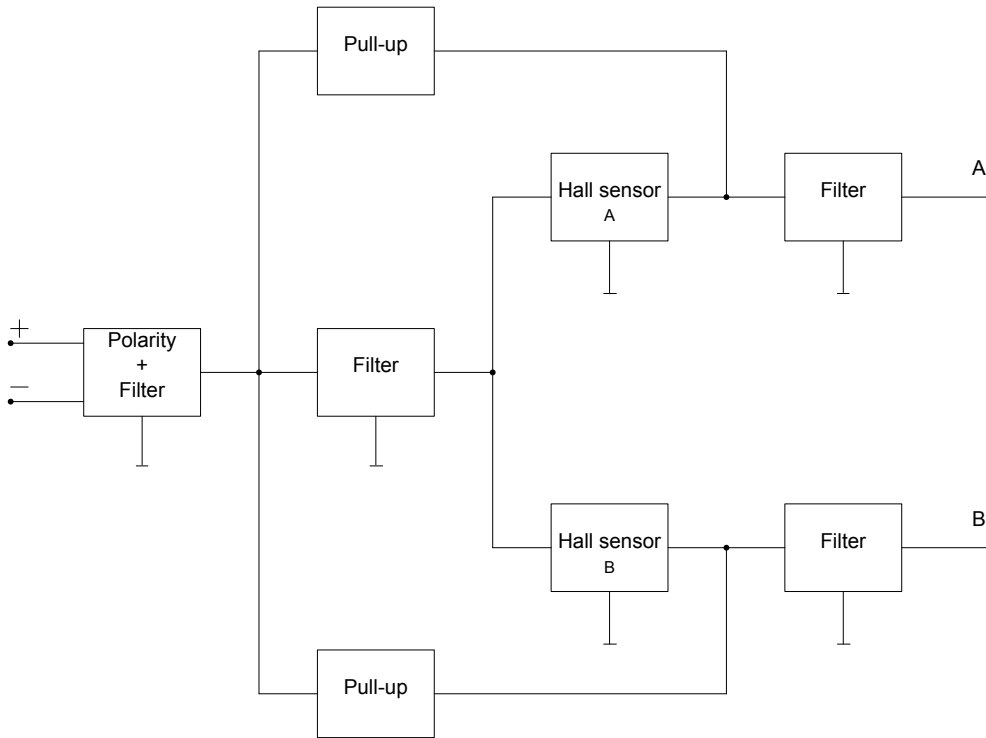 Pull-up
Hall sensor
A
Filter
A
+
—
Polarity
+
Filter
Filter
Hall sensor
B
Filter
B
Pull-up